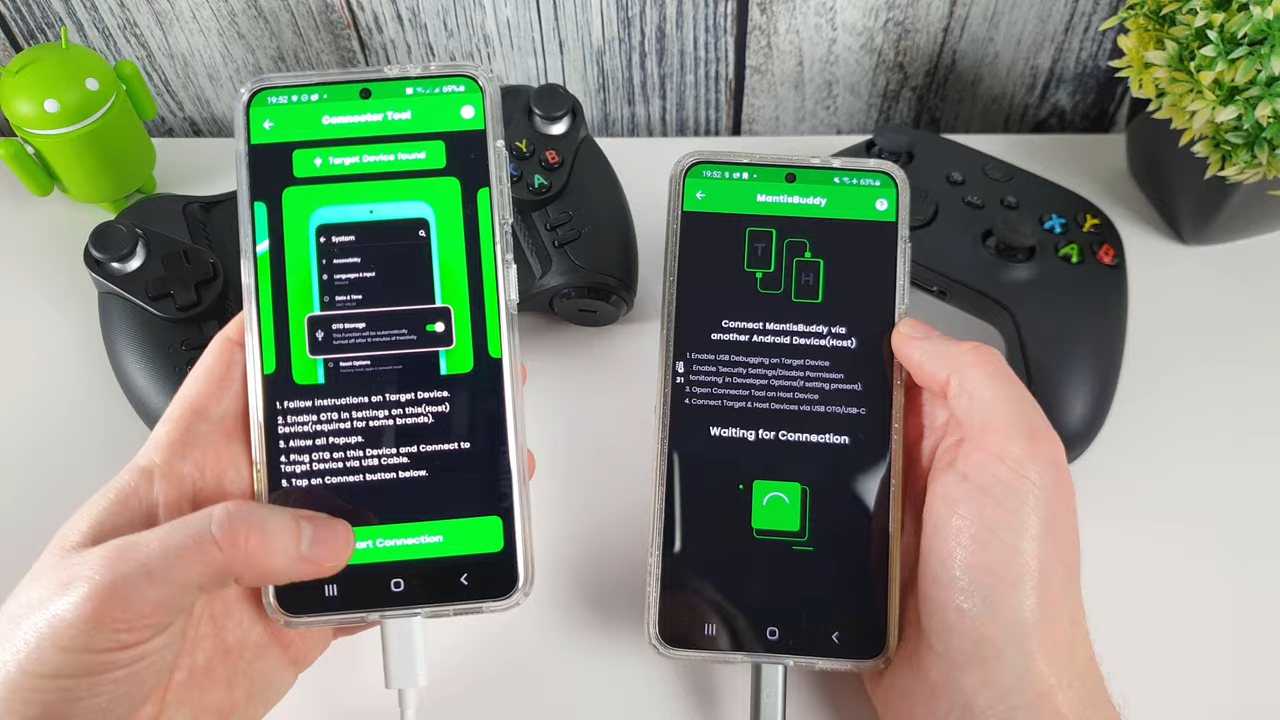 19:52
69%
Connector Tool
Target Device found
System
Accessibility
Languages & Input
Date & Time
OTG Storage
This Function will be automatically
turned off after 10 minutes of inactivity
Reset Options
1. Follow instructions on Target Device.
2. Enable OTG in Settings on this(Host)
Device(required for some brands).
3. Allow all Popups.
4. Plug OTG on this Device and Connect to
Target Device via USB Cable.
5. Tap on Connect button below.
Connection
Y
B
A
19:52
63%
MantisBuddy
?
T
H
Connect MantisBuddy via
another Android Device(Host)
1. Enable USB Debugging on Target Device
. Enable 'Security Settings/Disable Permission
onitoring' in Developer Options(if setting present).
3. Open Connector Tool on Host Device
4. Connect Target & Host Devices via USB OTG/USB-C
31
Waiting for Connection
X
Y
A
B